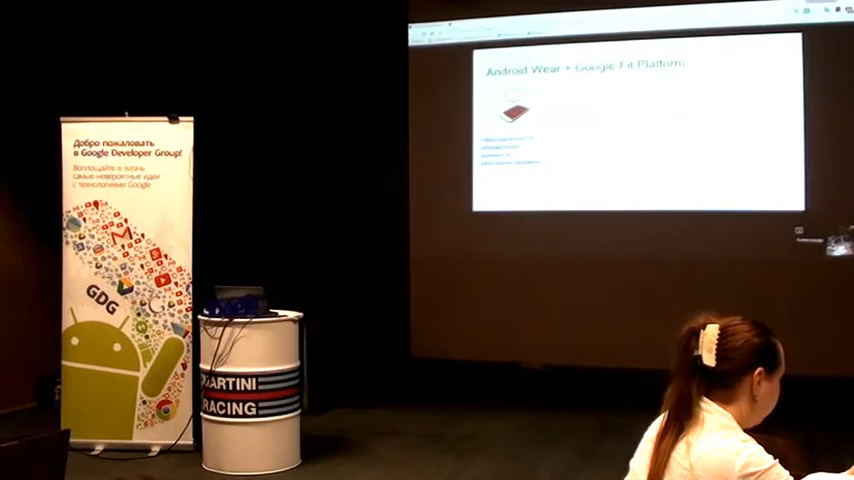 Добро пожаловать
в Google Developer Group!
Воплощайте в жизнь
самые невероятные идеи
с технологиями Google
GDG
MARTINI
RACING
Android Wear + Google Fit Platform